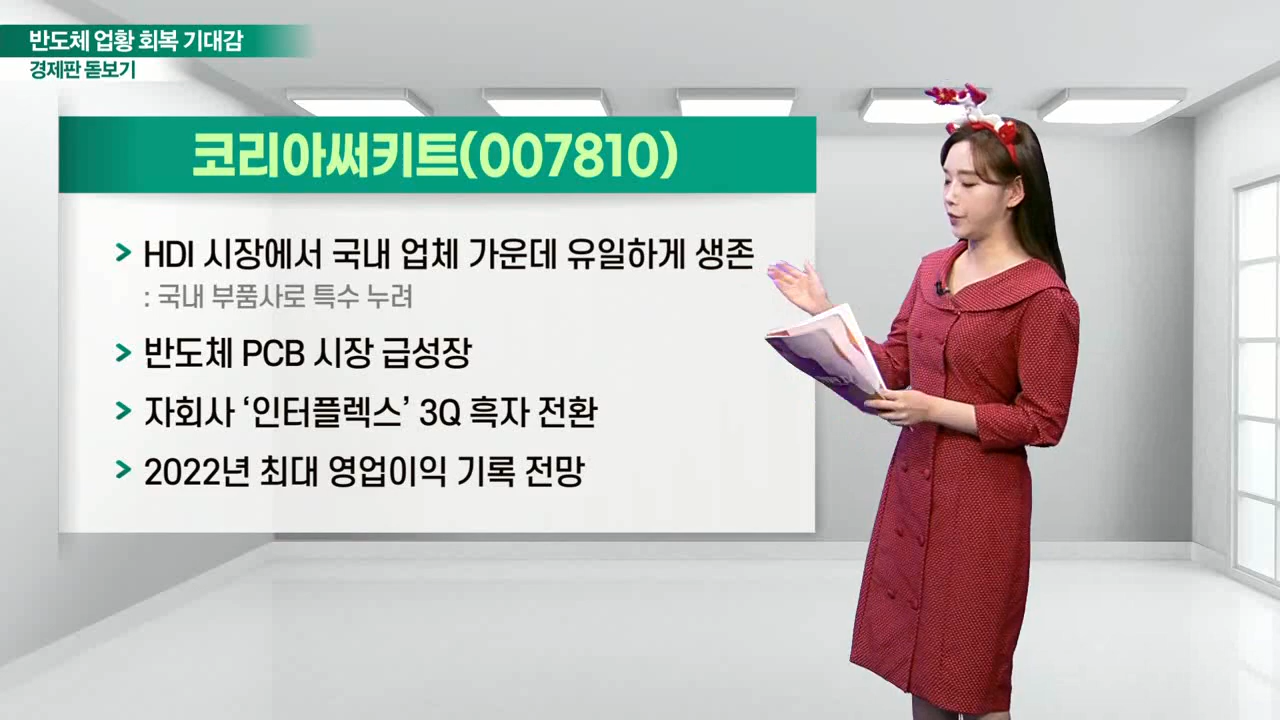 반도체 업황 회복 기대감
경제판 돋보기
코리아써키트(007810)
> HDI 시장에서 국내 업체 가운데 유일하게 생존
: 국내 부품사로 특수 누려
> 반도체 PCB 시장 급성장
> 자회사 ‘인터플렉스’ 3Q 흑자 전환
> 2022년 최대 영업이익 기록 전망